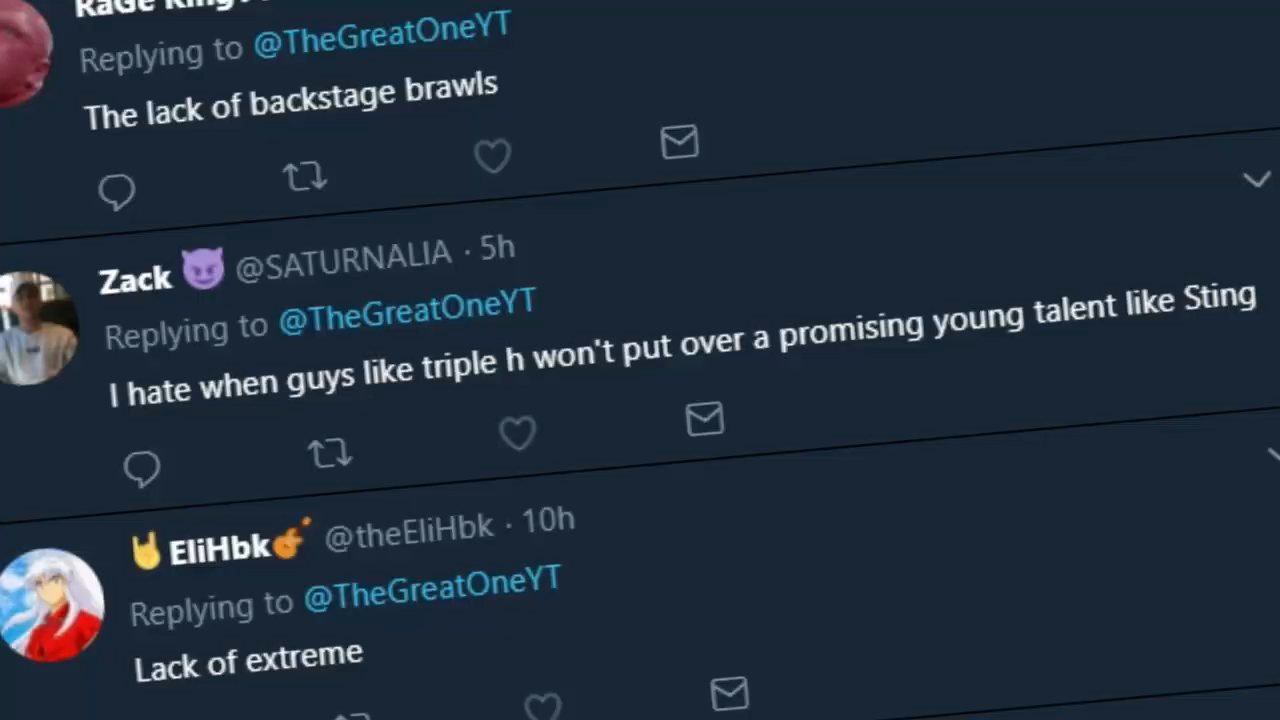 RaGe King
Replying to @TheGreatOneYT
The lack of backstage brawls
Zack 😈 @SATURNALIA · 5h
Replying to @TheGreatOneYT
I hate when guys like triple h won't put over a promising young talent like Sting
🤘EliHbk🎸 @theEliHbk · 10h
Replying to @TheGreatOneYT
Lack of extreme